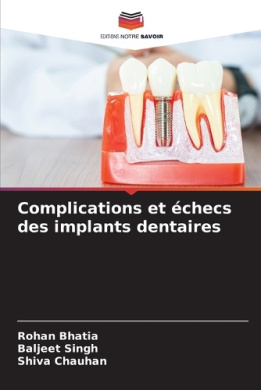 EDITIONS NOTRE SAVOIR
Complications et échecs
des implants dentaires
Rohan Bhatia
Baljeet Singh
Shiva Chauhan